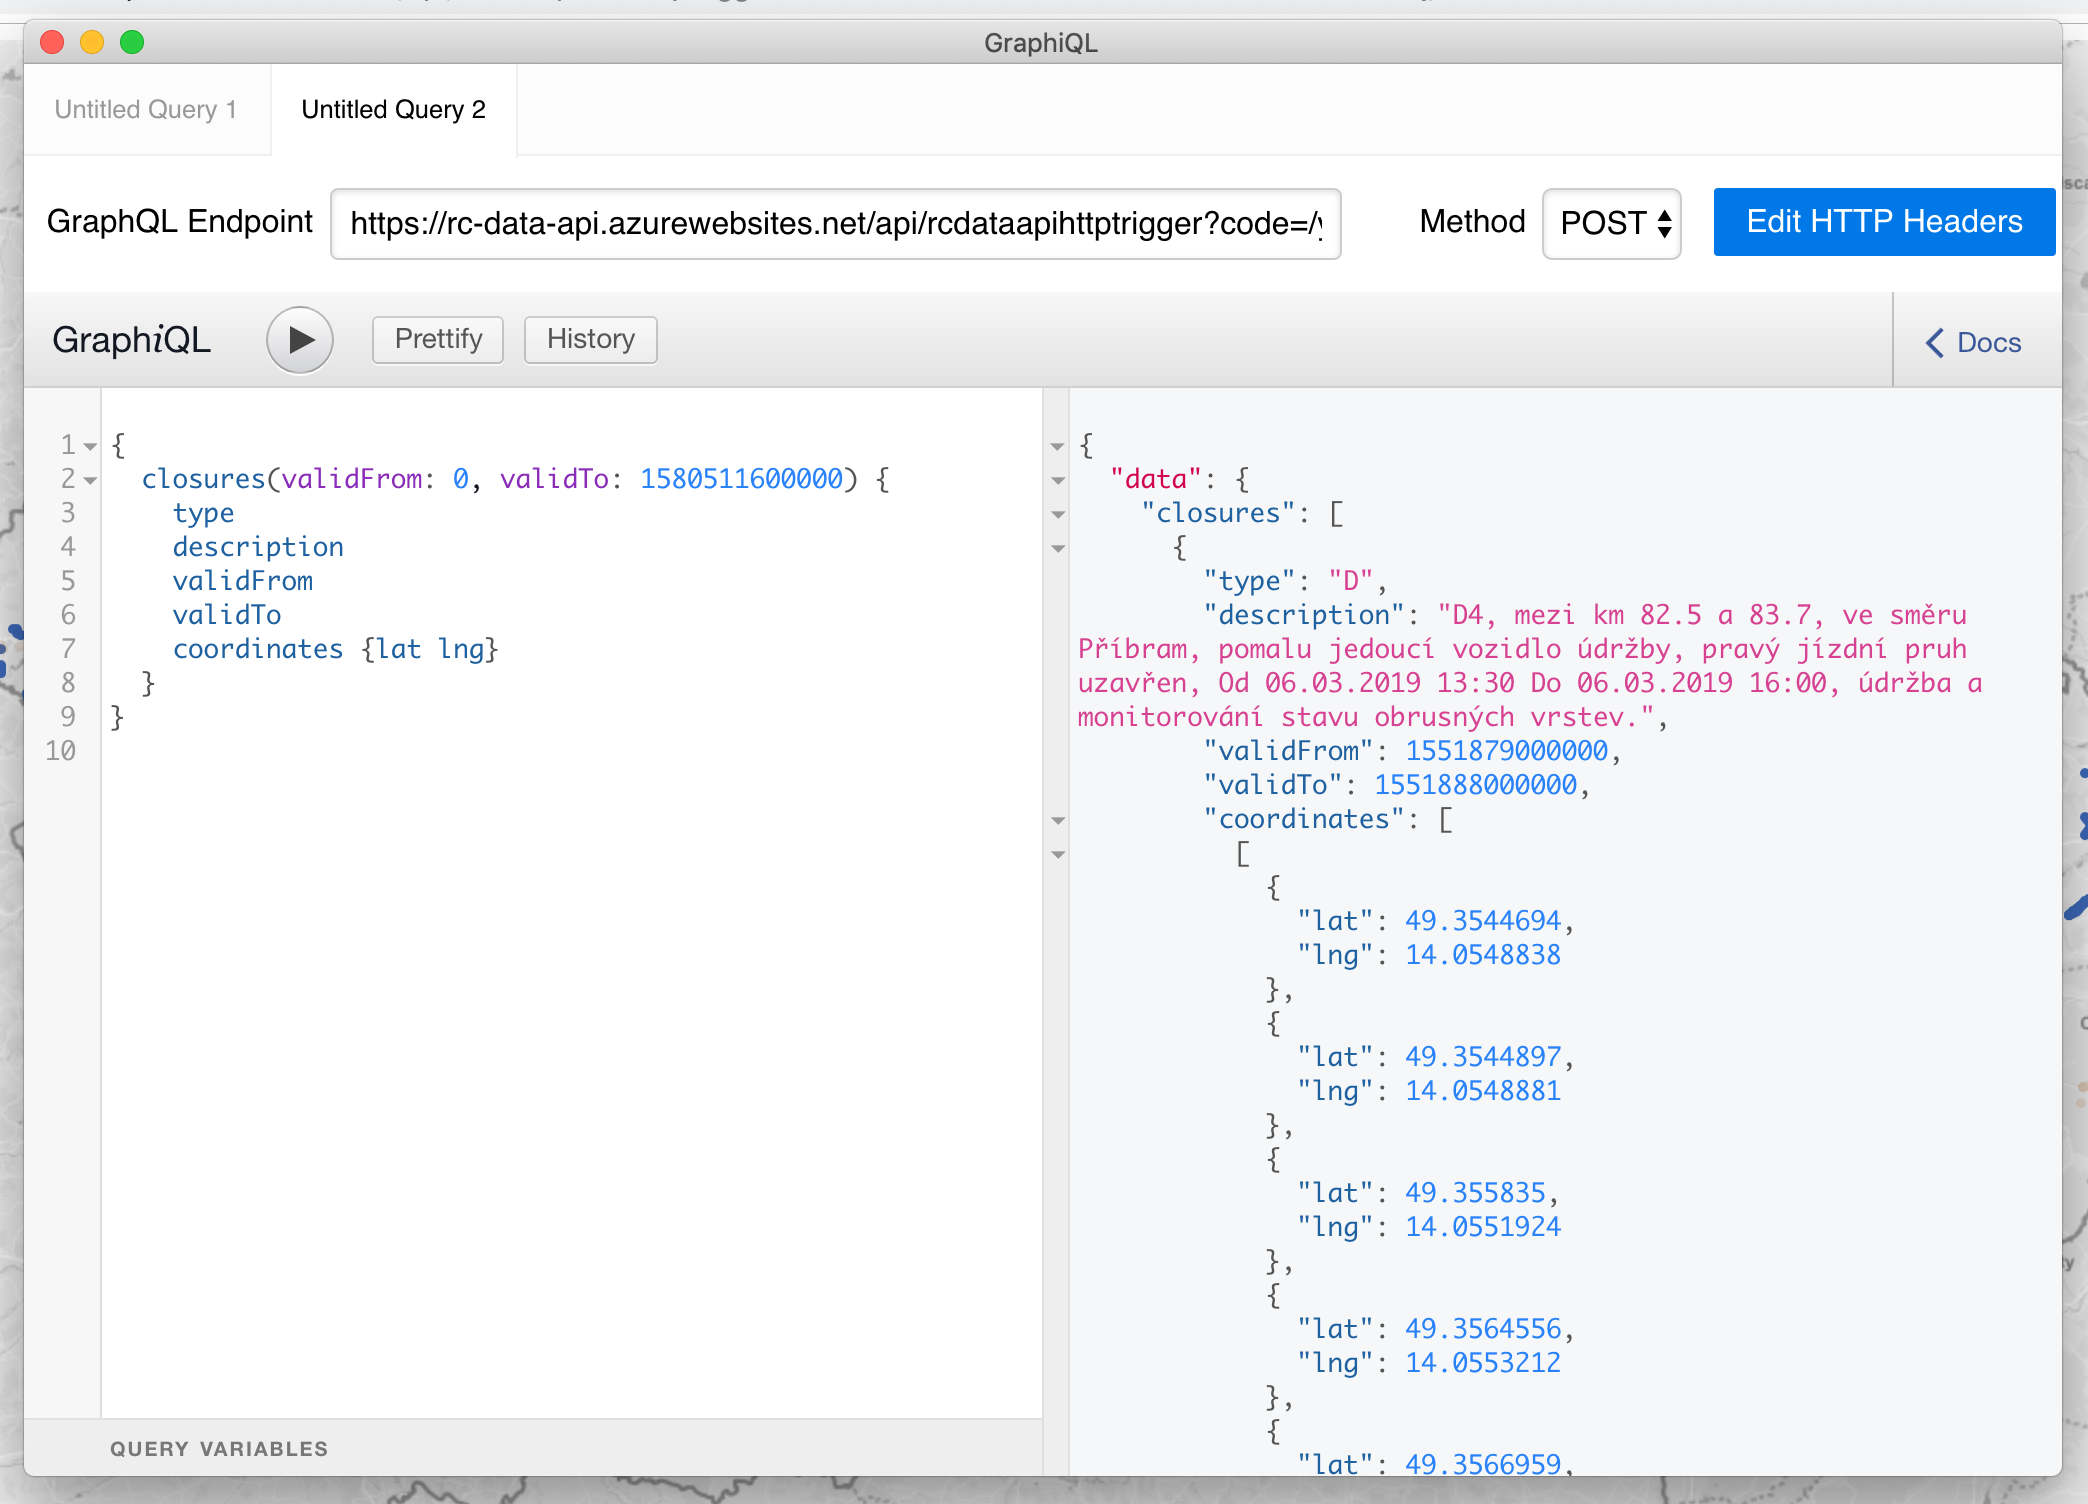 GraphiQL
Untitled Query 1
Untitled Query 2
GraphQL Endpoint
https://rc-data-api.azurewebsites.net/api/rcdataapihttptrigger?code=/y
Method
POST
Edit HTTP Headers
GraphiQL
Prettify
History
Docs
1 {
2 closures(validFrom: 0, validTo: 1580511600000) {
3 type
4 description
5 validFrom
6 validTo
7 coordinates {lat lng}
8 }
9 }
10
QUERY VARIABLES
{
"data": {
"closures": [
{
"type": "D",
"description": "D4, mezi km 82.5 a 83.7, ve směru
Příbram, pomalu jedoucí vozidlo údržby, pravý jízdní pruh
uzavřen, Od 06.03.2019 13:30 Do 06.03.2019 16:00, údržba a
monitorování stavu obrusných vrstev.",
"validFrom": 1551879000000,
"validTo": 1551888000000,
"coordinates": [
[
{
"lat": 49.3544694,
"lng": 14.0548838
},
{
"lat": 49.3544897,
"lng": 14.0548881
},
{
"lat": 49.355835,
"lng": 14.0551924
},
{
"lat": 49.3564556,
"lng": 14.0553212
},
{
"lat": 49.3566959,